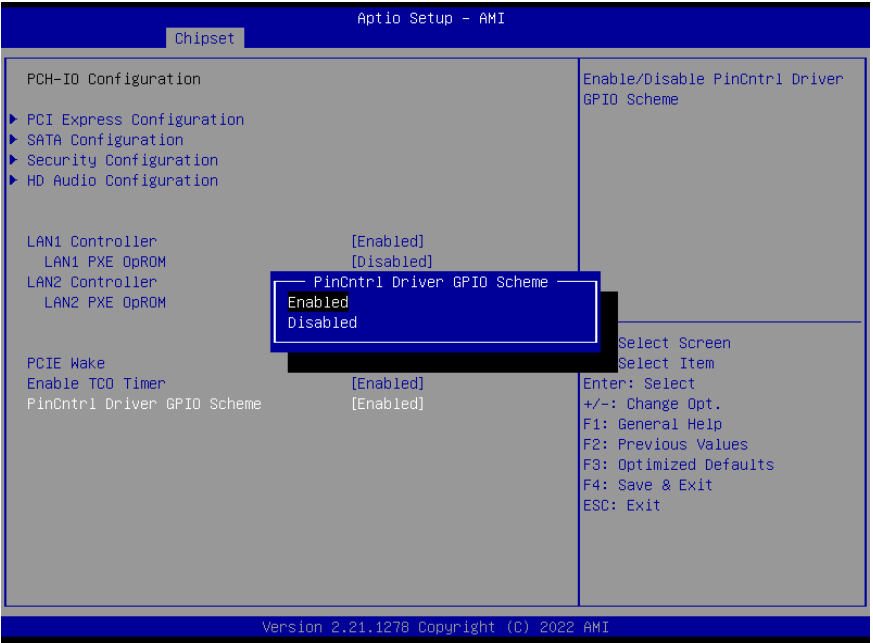 Aptio Setup – AMI
Chipset
PCH-IO Configuration
Enable/Disable PinCntrl Driver
GPIO Scheme
PCI Express Configuration
SATA Configuration
Security Configuration
HD Audio Configuration
LAN1 Controller [Enabled]
LAN1 PXE OpROM [Disabled]
LAN2 Controller
LAN2 PXE OpROM
PinCntrl Driver GPIO Scheme
Enabled
Disabled
PCIE Wake
Enable TCO Timer [Enabled]
PinCntrl Driver GPIO Scheme [Enabled]
Select Screen
Select Item
Enter: Select
+/-: Change Opt.
F1: General Help
F2: Previous Values
F3: Optimized Defaults
F4: Save & Exit
ESC: Exit
Version 2.21.1278 Copyright (C) 2022 AMI